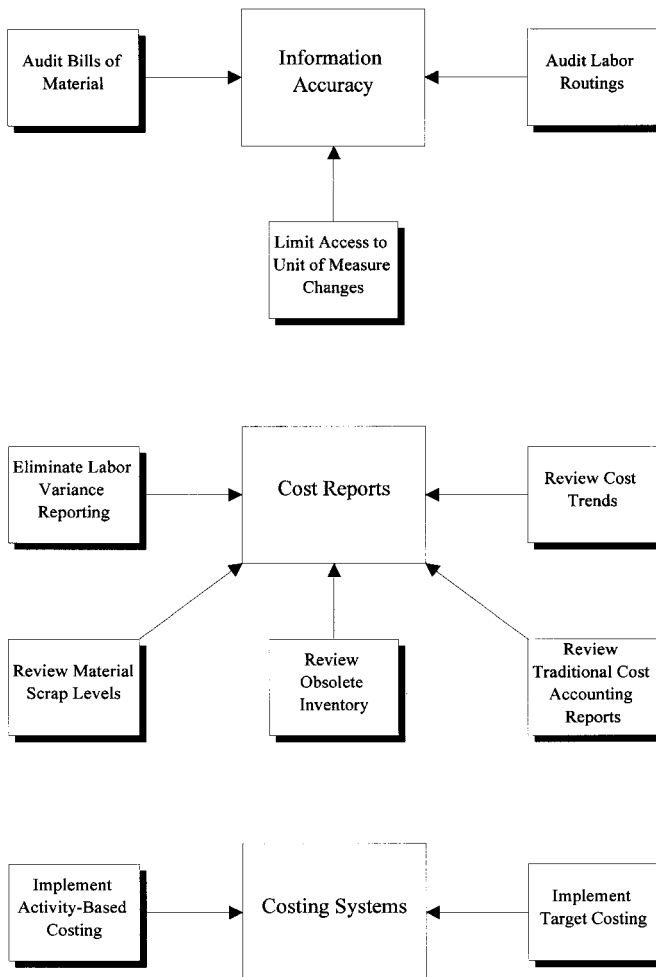 Audit Bills of
Material
Information
Accuracy
Audit Labor
Routings
Limit Access to
Unit of Measure
Changes
Eliminate Labor
Variance
Reporting
Cost Reports
Review Cost
Trends
Review Material
Scrap Levels
Review
Obsolete
Inventory
Review
Traditional Cost
Accounting
Reports
Implement
Activity-Based
Costing
Costing Systems
Implement
Target Costing